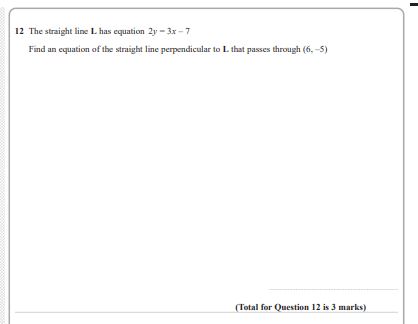 12 The straight line L has equation 2y = 3x – 7
Find an equation of the straight line perpendicular to L that passes through (6, –5)
(Total for Question 12 is 3 marks)